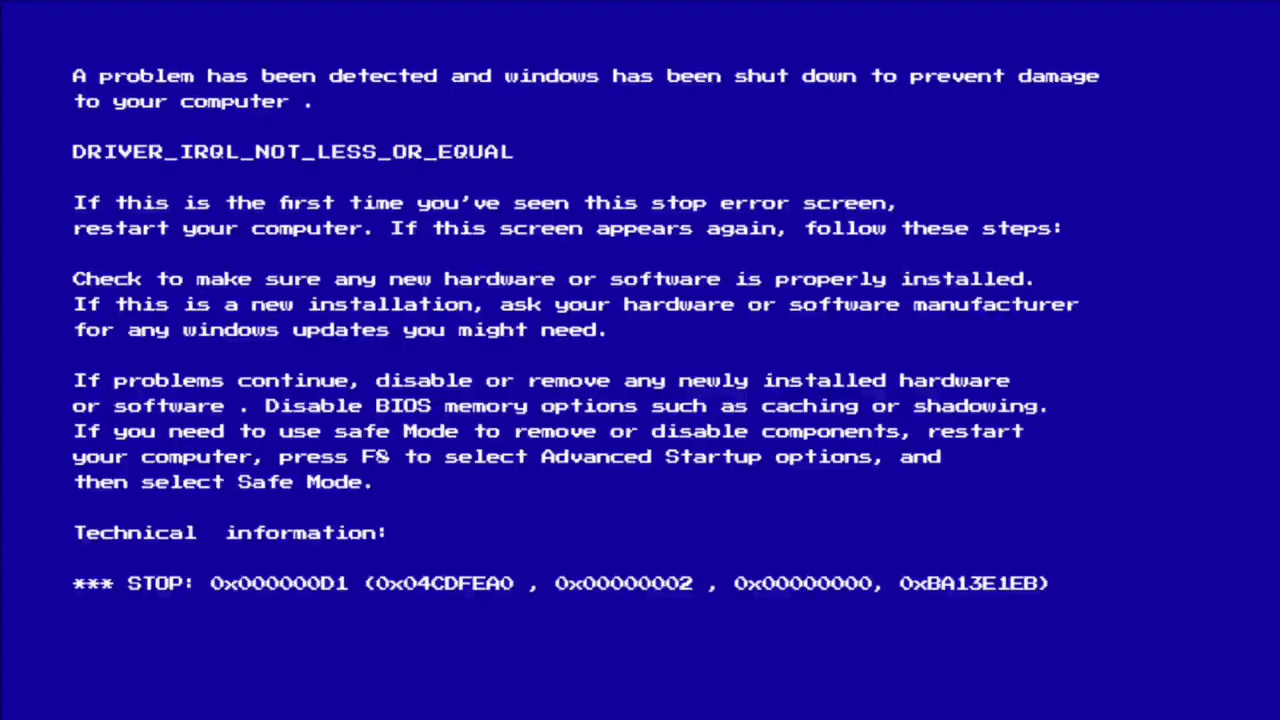 A problem has been detected and windows has been shut down to prevent damage
to your computer .
DRIVER_IRQL_NOT_LESS_OR_EQUAL
If this is the first time you've seen this stop error screen,
restart your computer. If this screen appears again, follow these steps:
Check to make sure any new hardware or software is properly installed.
If this is a new installation, ask your hardware or software manufacturer
for any windows updates you might need.
If problems continue, disable or remove any newly installed hardware
or software . Disable BIOS memory options such as caching or shadowing.
If you need to use safe Mode to remove or disable components, restart
your computer, press F8 to select Advanced Startup options, and
then select Safe Mode.
Technical  information:
*** STOP: 0x000000D1 (0x04CDFEA0 , 0x00000002 , 0x00000000, 0xBA13E1EB)